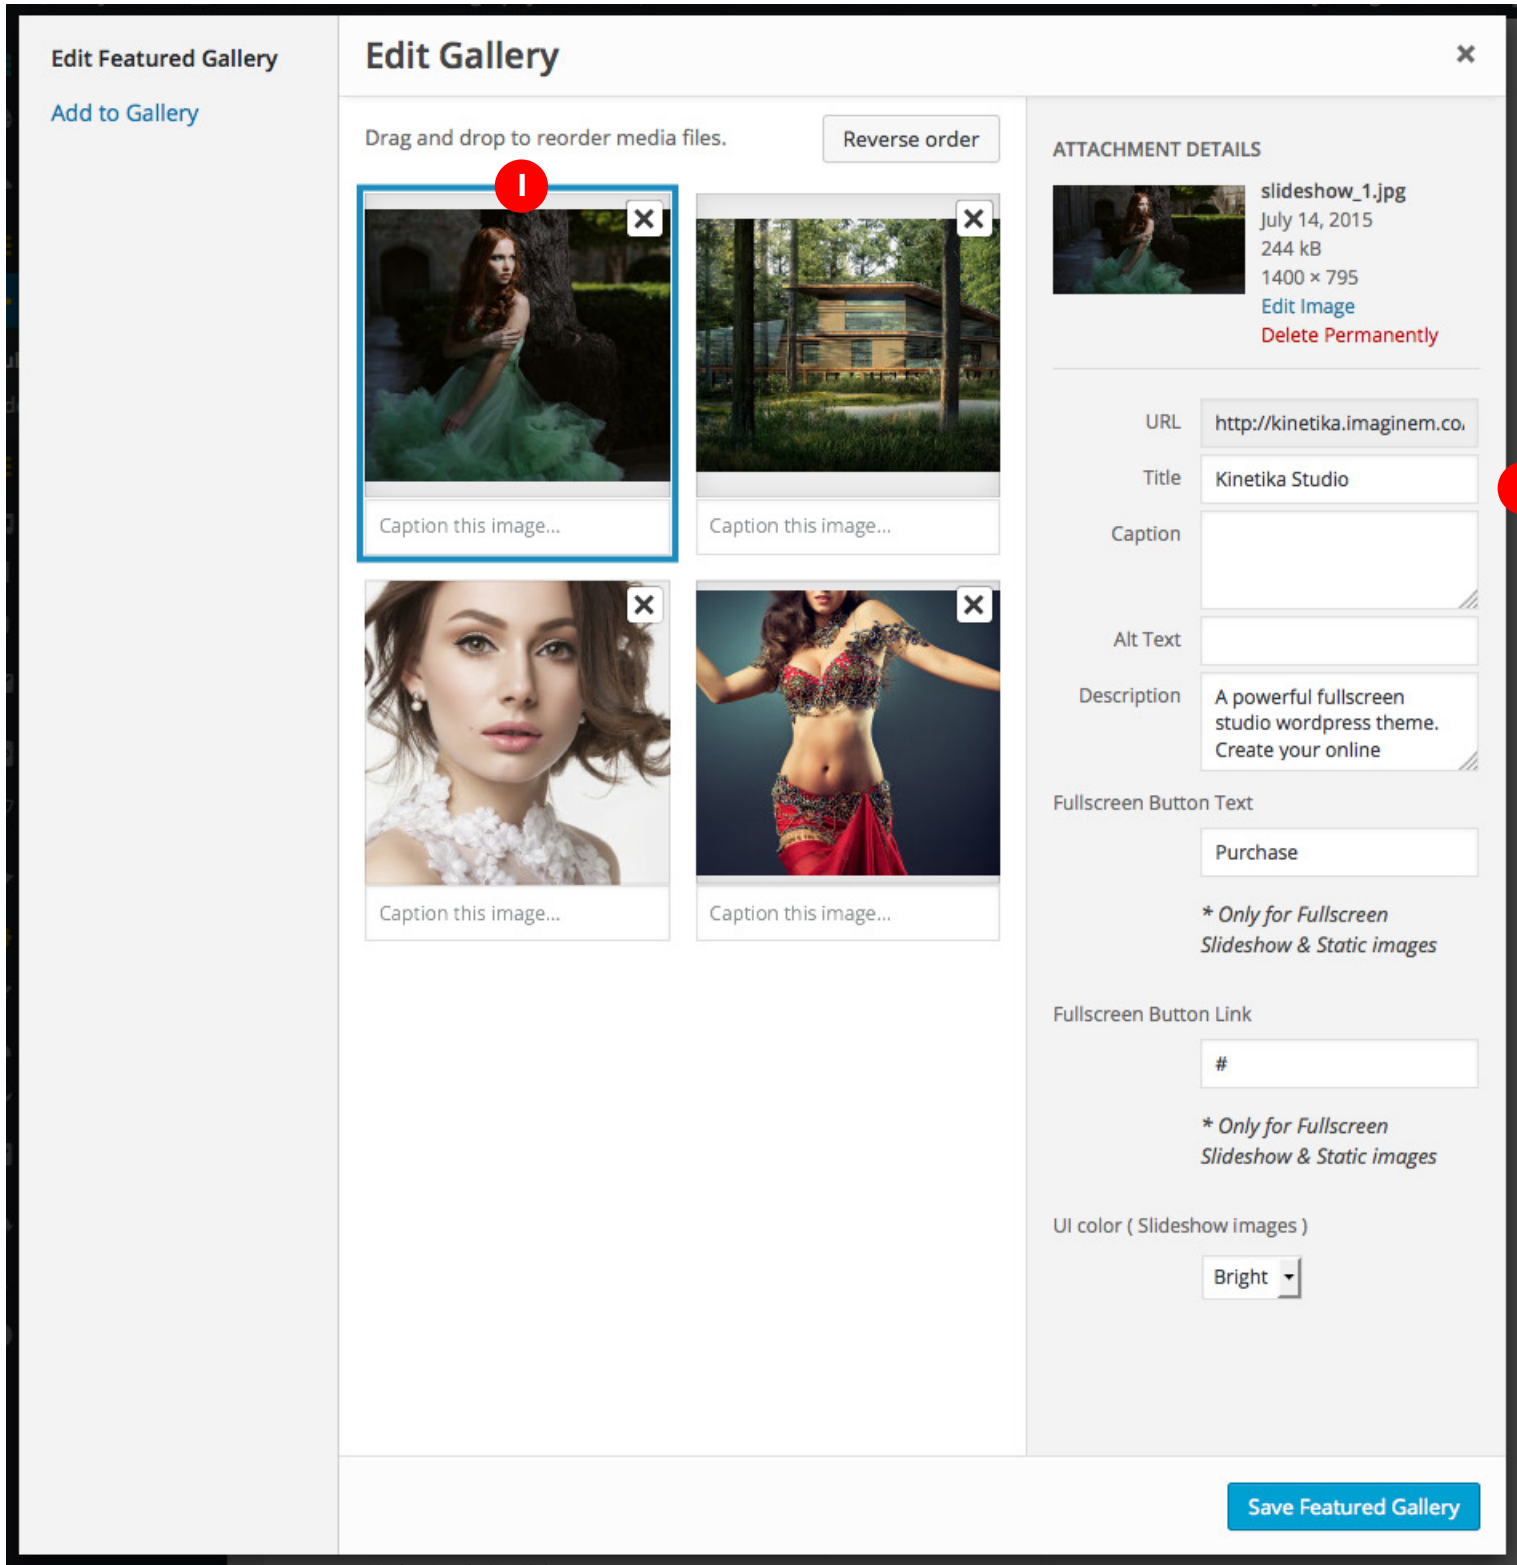 Edit Featured Gallery
Add to Gallery
Edit Gallery
Drag and drop to reorder media files.
Reverse order
1
Caption this image...
Caption this image...
Caption this image...
Caption this image...
ATTACHMENT DETAILS
slideshow_1.jpg
July 14, 2015
244 kB
1400 × 795
Edit Image
Delete Permanently
URL
http://kinetika.imaginem.co
Title
Kinetika Studio
Caption
Alt Text
Description
A powerful fullscreen
studio wordpress theme.
Create your online
Fullscreen Button Text
Purchase
* Only for Fullscreen
Slideshow & Static images
Fullscreen Button Link
#
* Only for Fullscreen
Slideshow & Static images
UI color ( Slideshow images )
Bright
Save Featured Gallery